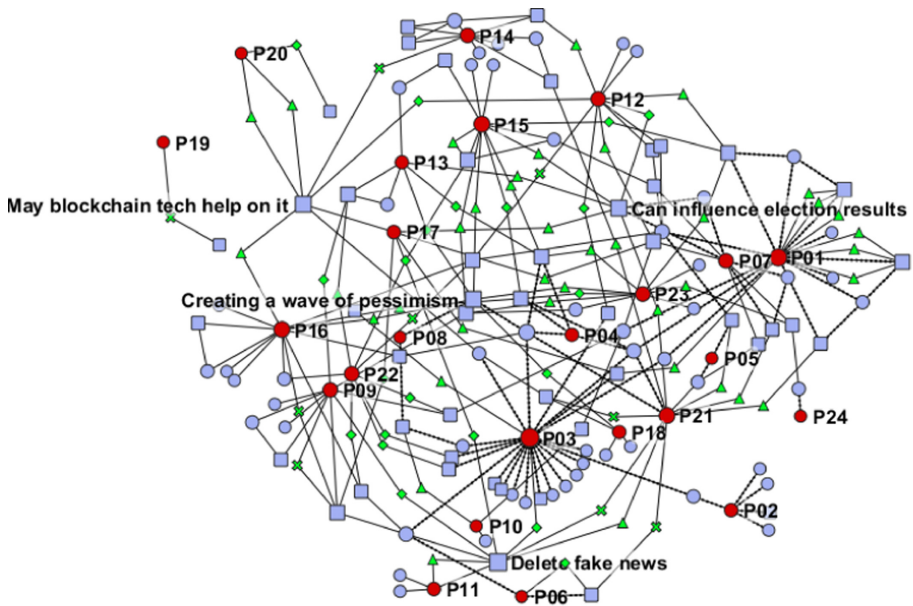 P14
P20
P12
P15
P19
P13
May blockchain tech help on it
Can influence election results
P17
P07
P01
Creating a wave of pessimism
P23
P16
P08
P04
P05
P22
P09
P21
P24
P03
P18
P02
P10
Delete fake news
P11
P06